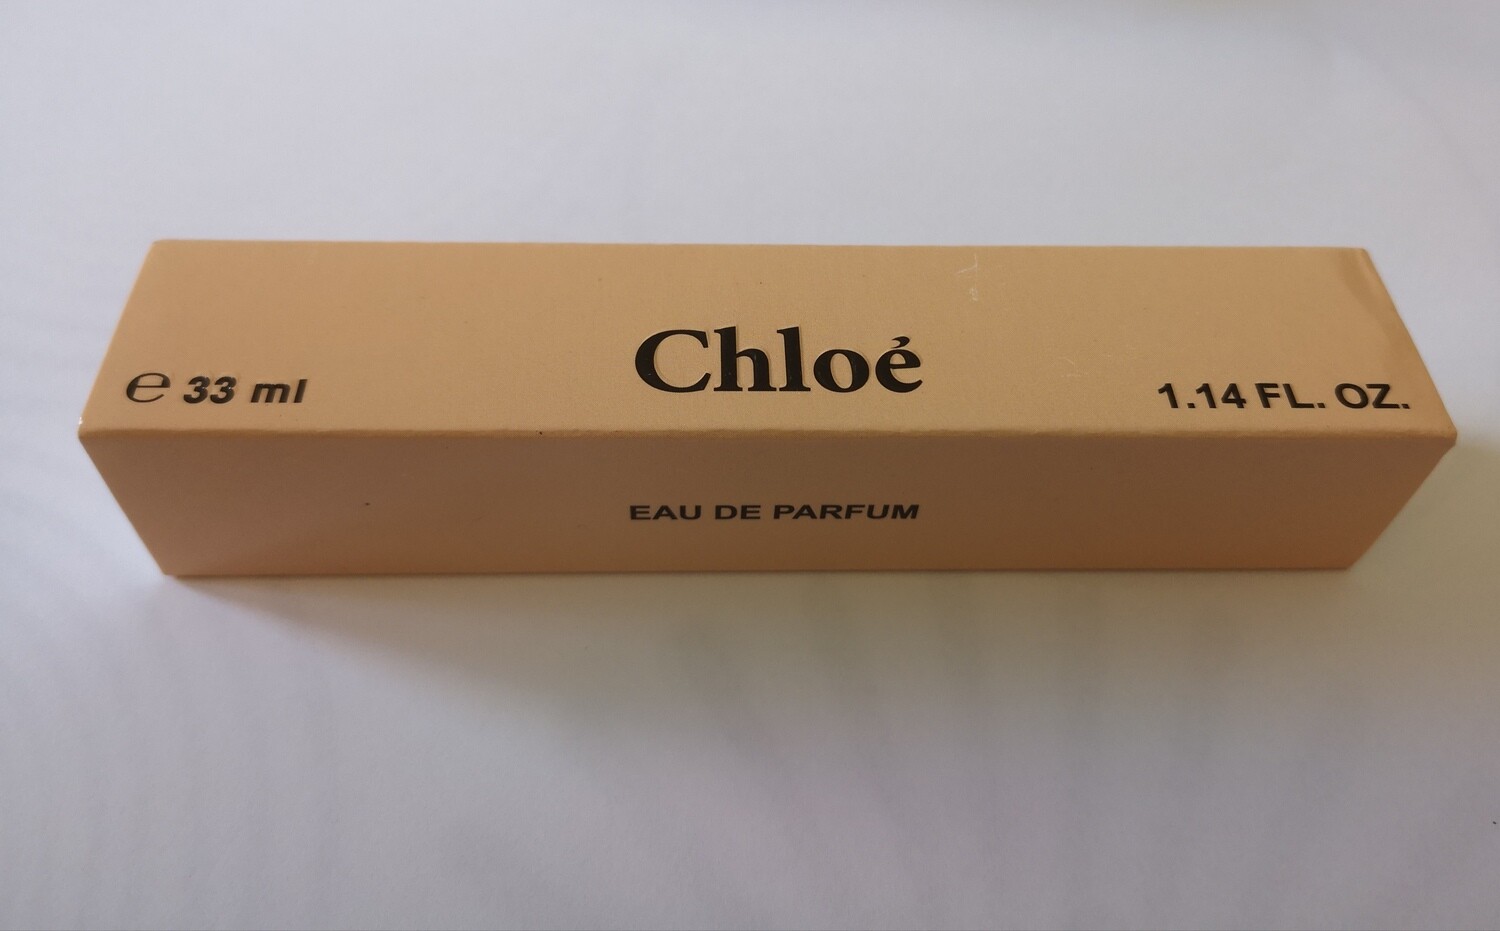 Chloé
℮ 33 ml
1.14 FL. OZ.
EAU DE PARFUM